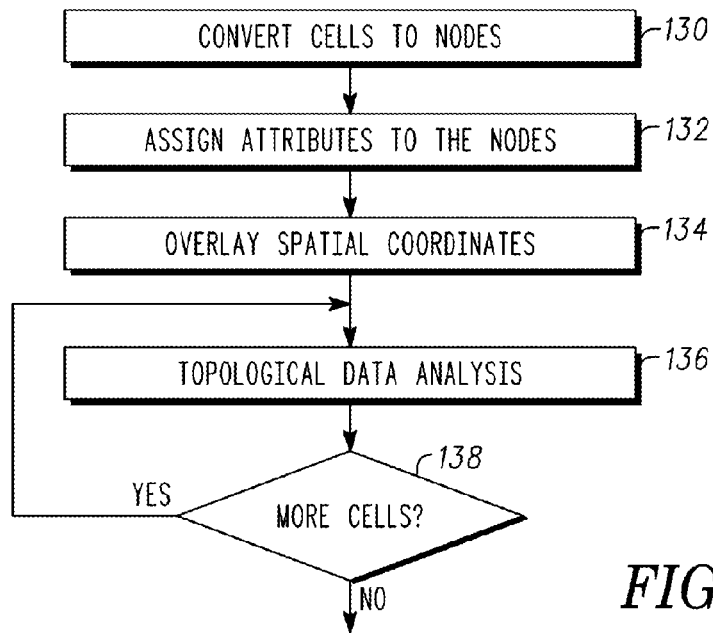 CONVERT CELLS TO NODES
130
ASSIGN ATTRIBUTES TO THE NODES
132
OVERLAY SPATIAL COORDINATES
134
TOPOLOGICAL DATA ANALYSIS
136
138
YES
MORE CELLS?
NO
FIG